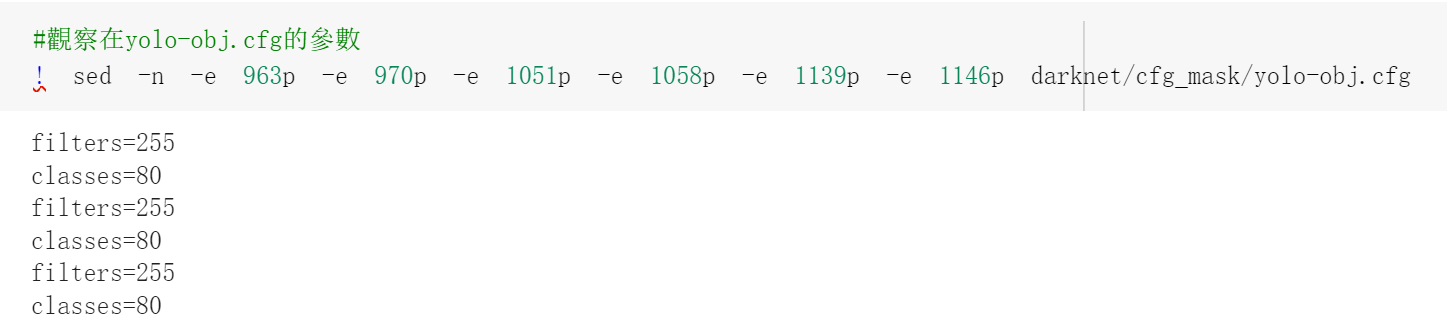 #觀察在yolo-obj.cfg的參數
! sed -n -e 963p -e 970p -e 1051p -e 1058p -e 1139p -e 1146p darknet/cfg_mask/yolo-obj.cfg
filters=255
classes=80
filters=255
classes=80
filters=255
classes=80